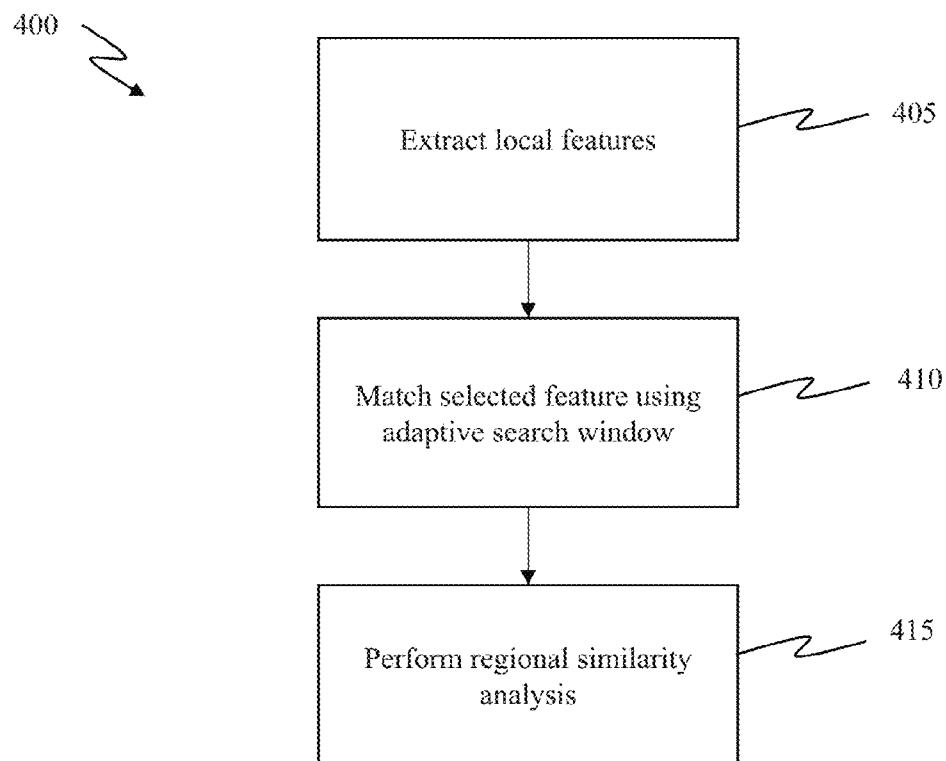 400
405
Extract local features
410
Match selected feature using
adaptive search window
415
Perform regional similarity
analysis